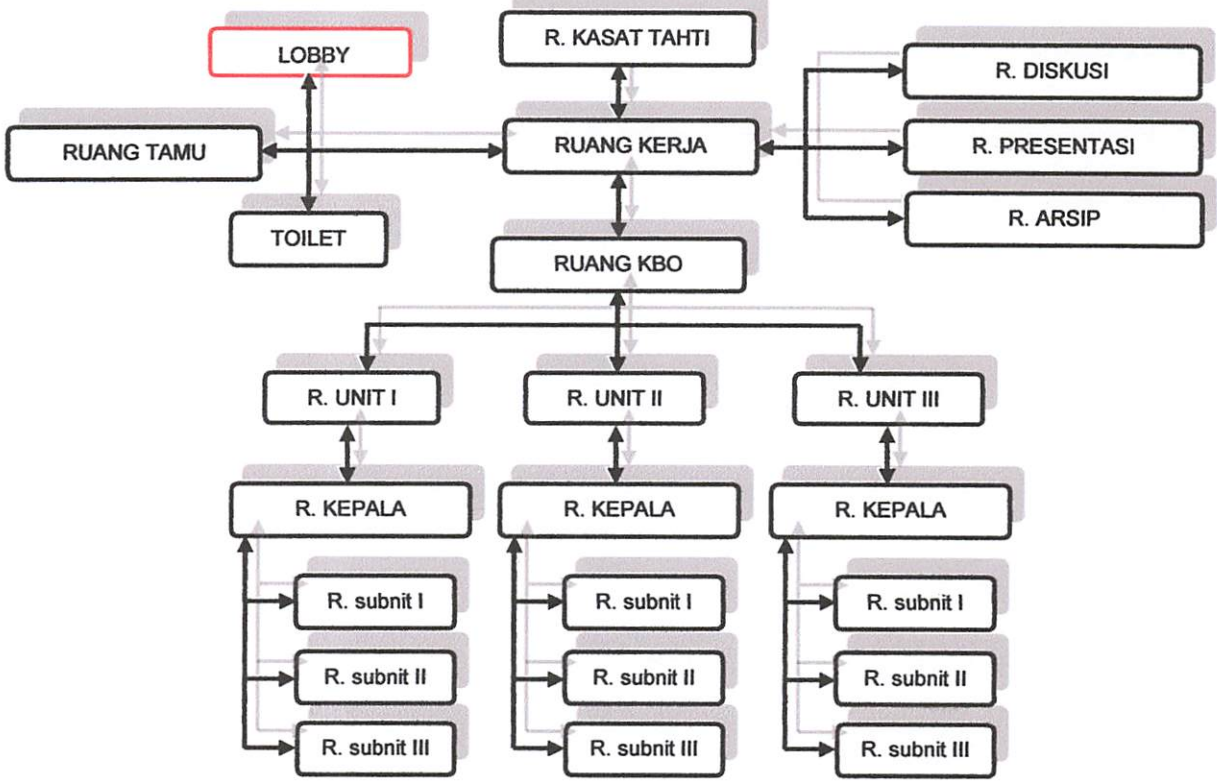 LOBBY
R. KASAT TAHTI
R. DISKUSI
RUANG TAMU
RUANG KERJA
R. PRESENTASI
TOILET
R. ARSIP
RUANG KBO
R. UNIT I
R. UNIT II
R. UNIT III
R. KEPALA
R. KEPALA
R. KEPALA
R. subnit I
R. subnit I
R. subnit I
R. subnit II
R. subnit II
R. subnit II
R. subnit III
R. subnit III
R. subnit III